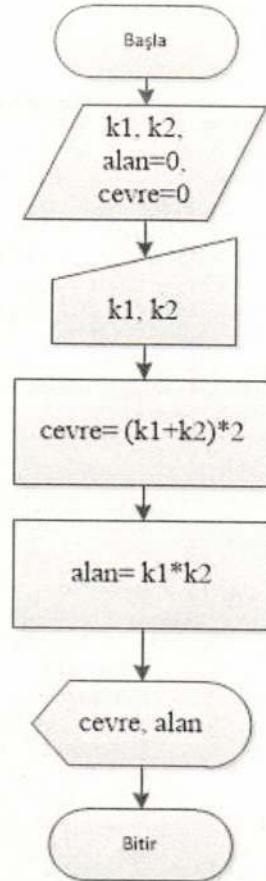 Başla
k1, k2,
alan=0,
cevre=0
k1, k2
cevre= (k1+k2)*2
alan= k1*k2
cevre, alan
Bitir